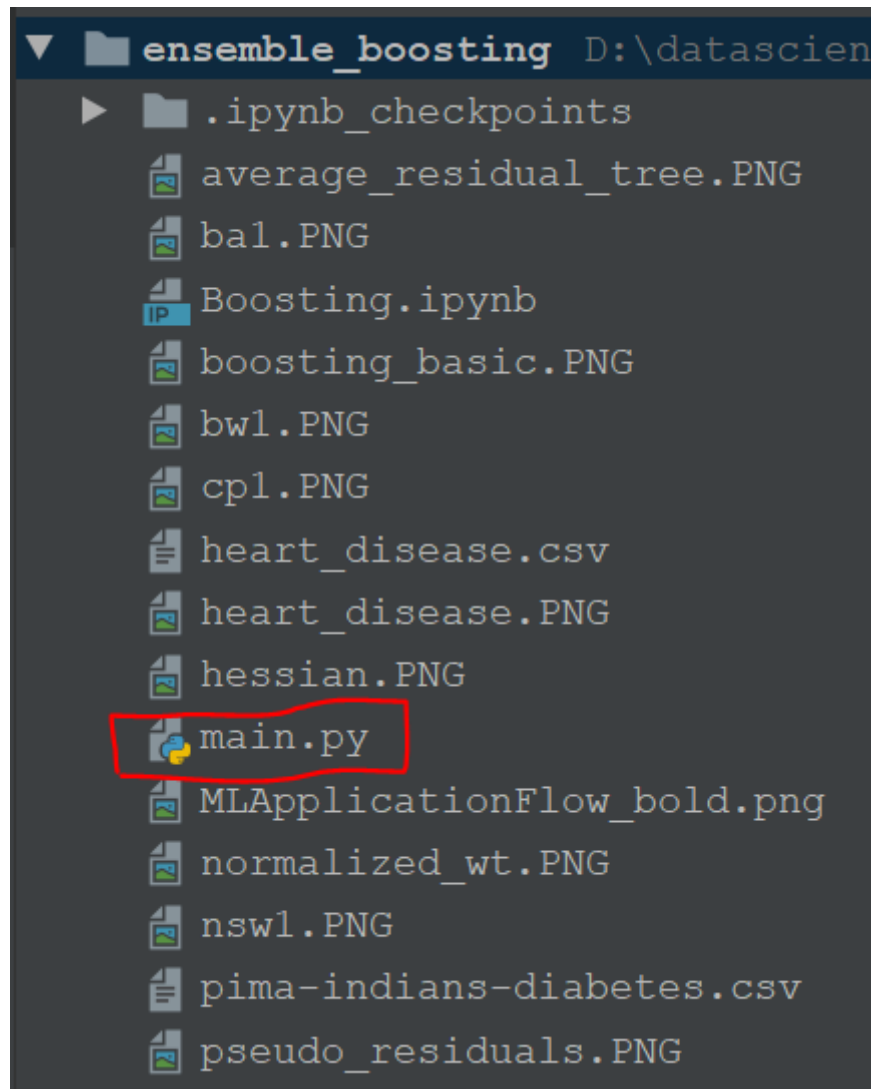 ensemble_boosting D:\datascien
.ipynb_checkpoints
average_residual_tree.PNG
ba1.PNG
IP Boosting.ipynb
boosting_basic.PNG
bw1.PNG
cp1.PNG
heart_disease.csv
heart_disease.PNG
hessian.PNG
main.py
MLApplicationFlow_bold.png
normalized_wt.PNG
nsw1.PNG
pima-indians-diabetes.csv
pseudo_residuals.PNG